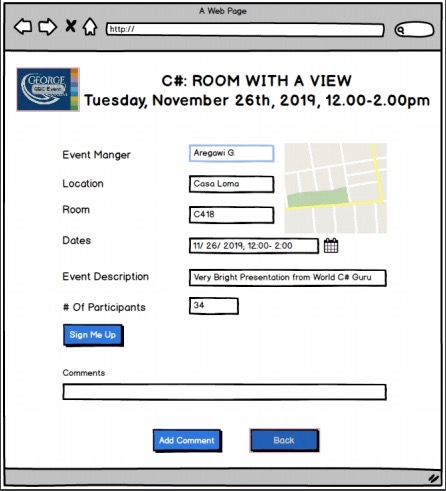 A Web Page
http://
GEORGE
GBC Event
C#: ROOM WITH A VIEW
Tuesday, November 26th, 2019, 12.00-2.00pm
Event Manger
Aregawi G.
Location
Casa Loma
Room
C418
Dates
11/ 26/ 2019, 12:00- 2:00
Event Description
Very Bright Presentation from World C# Guru
# Of Participants
34
Sign Me Up
Comments
Add Comment
Back